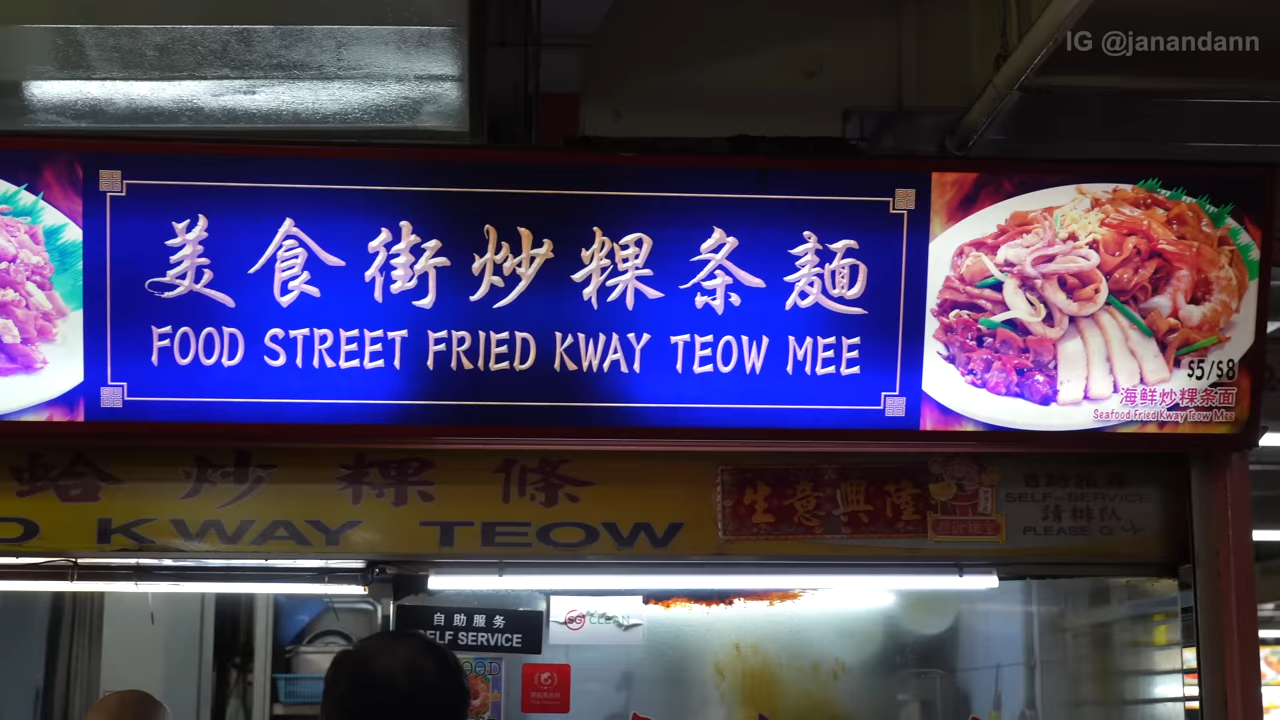 IG @janandann
美食街炒粿条麵
FOOD STREET FRIED KWAY TEOW MEE
$5/$8
海鲜炒粿条面
Seafood Fried Kway Teow Mee
蛤炒粿條
D KWAY TEOW
生意興隆
SELF-SERVICE
請排队
PLEASE Q
自助服务
SELF SERVICE
SG CLEAN